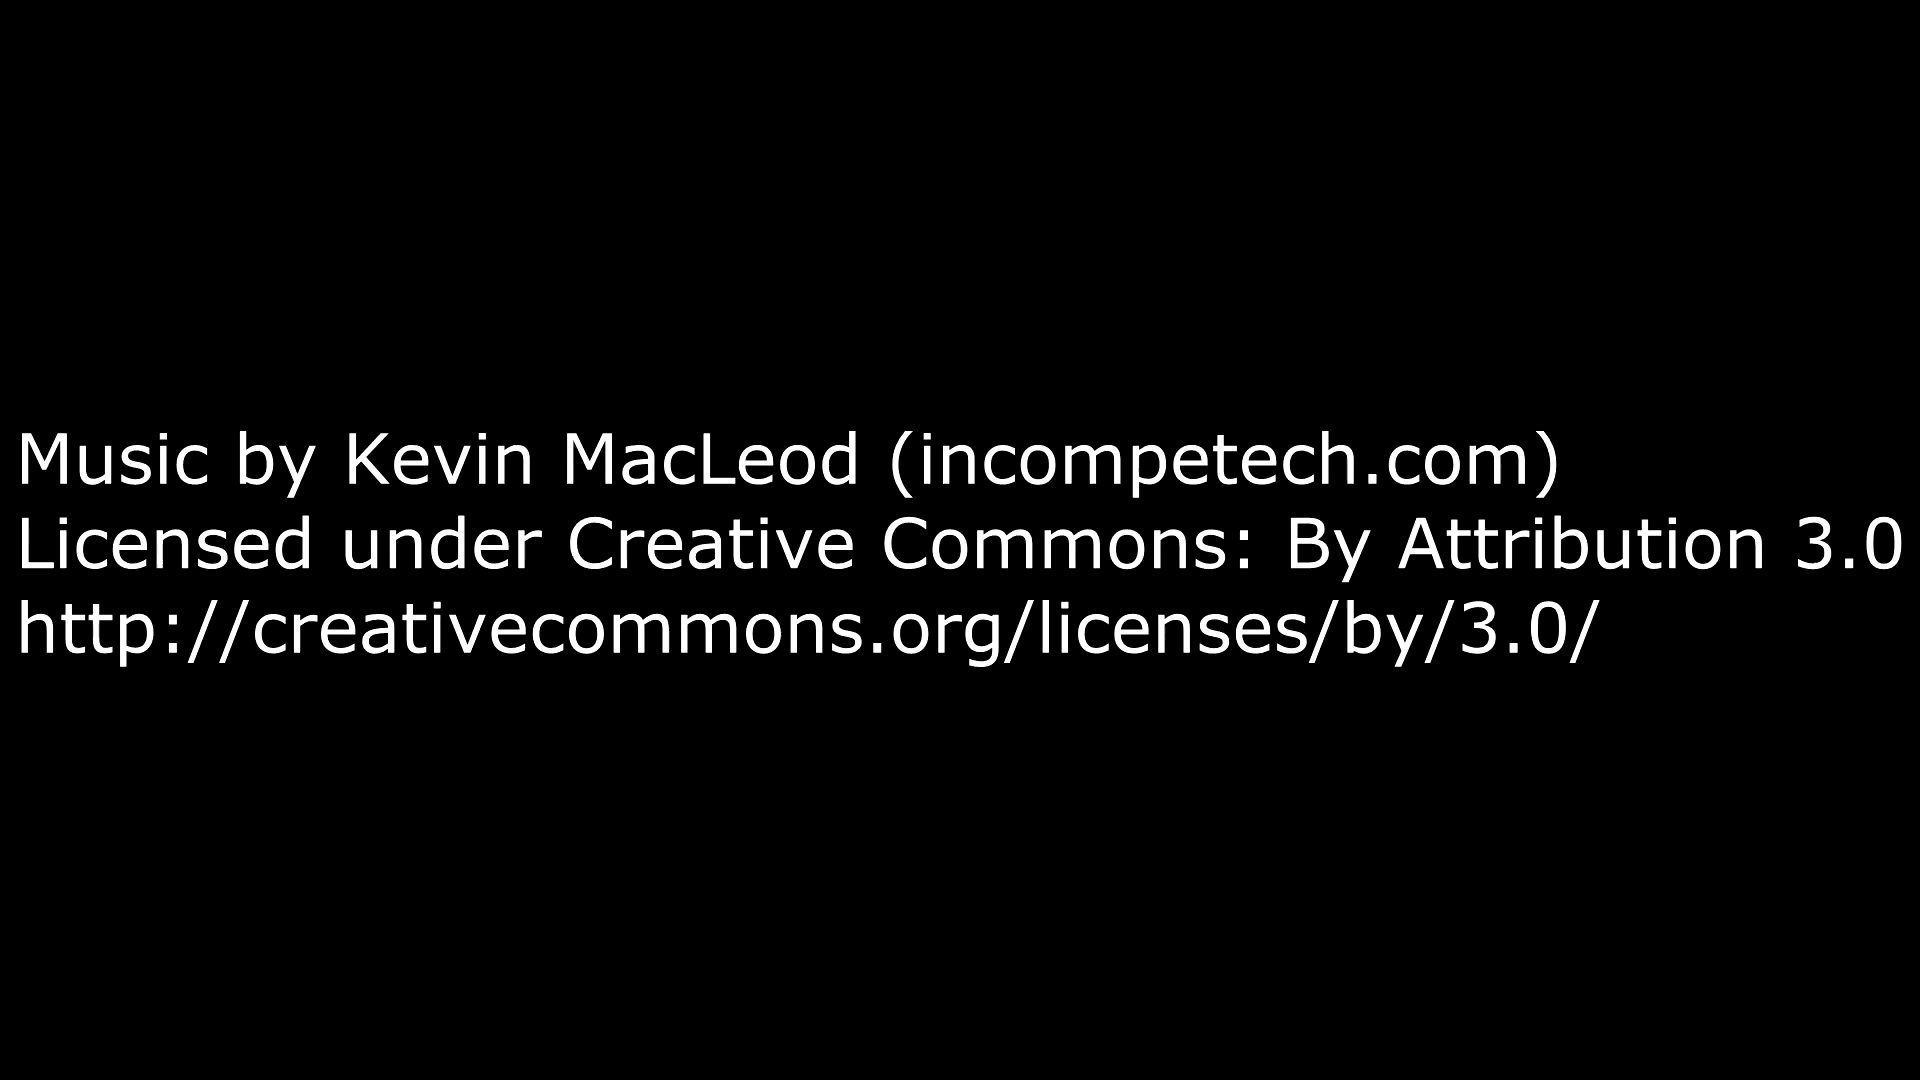 Music by Kevin MacLeod (incompetech.com)
Licensed under Creative Commons: By Attribution 3.0
http://creativecommons.org/licenses/by/3.0/